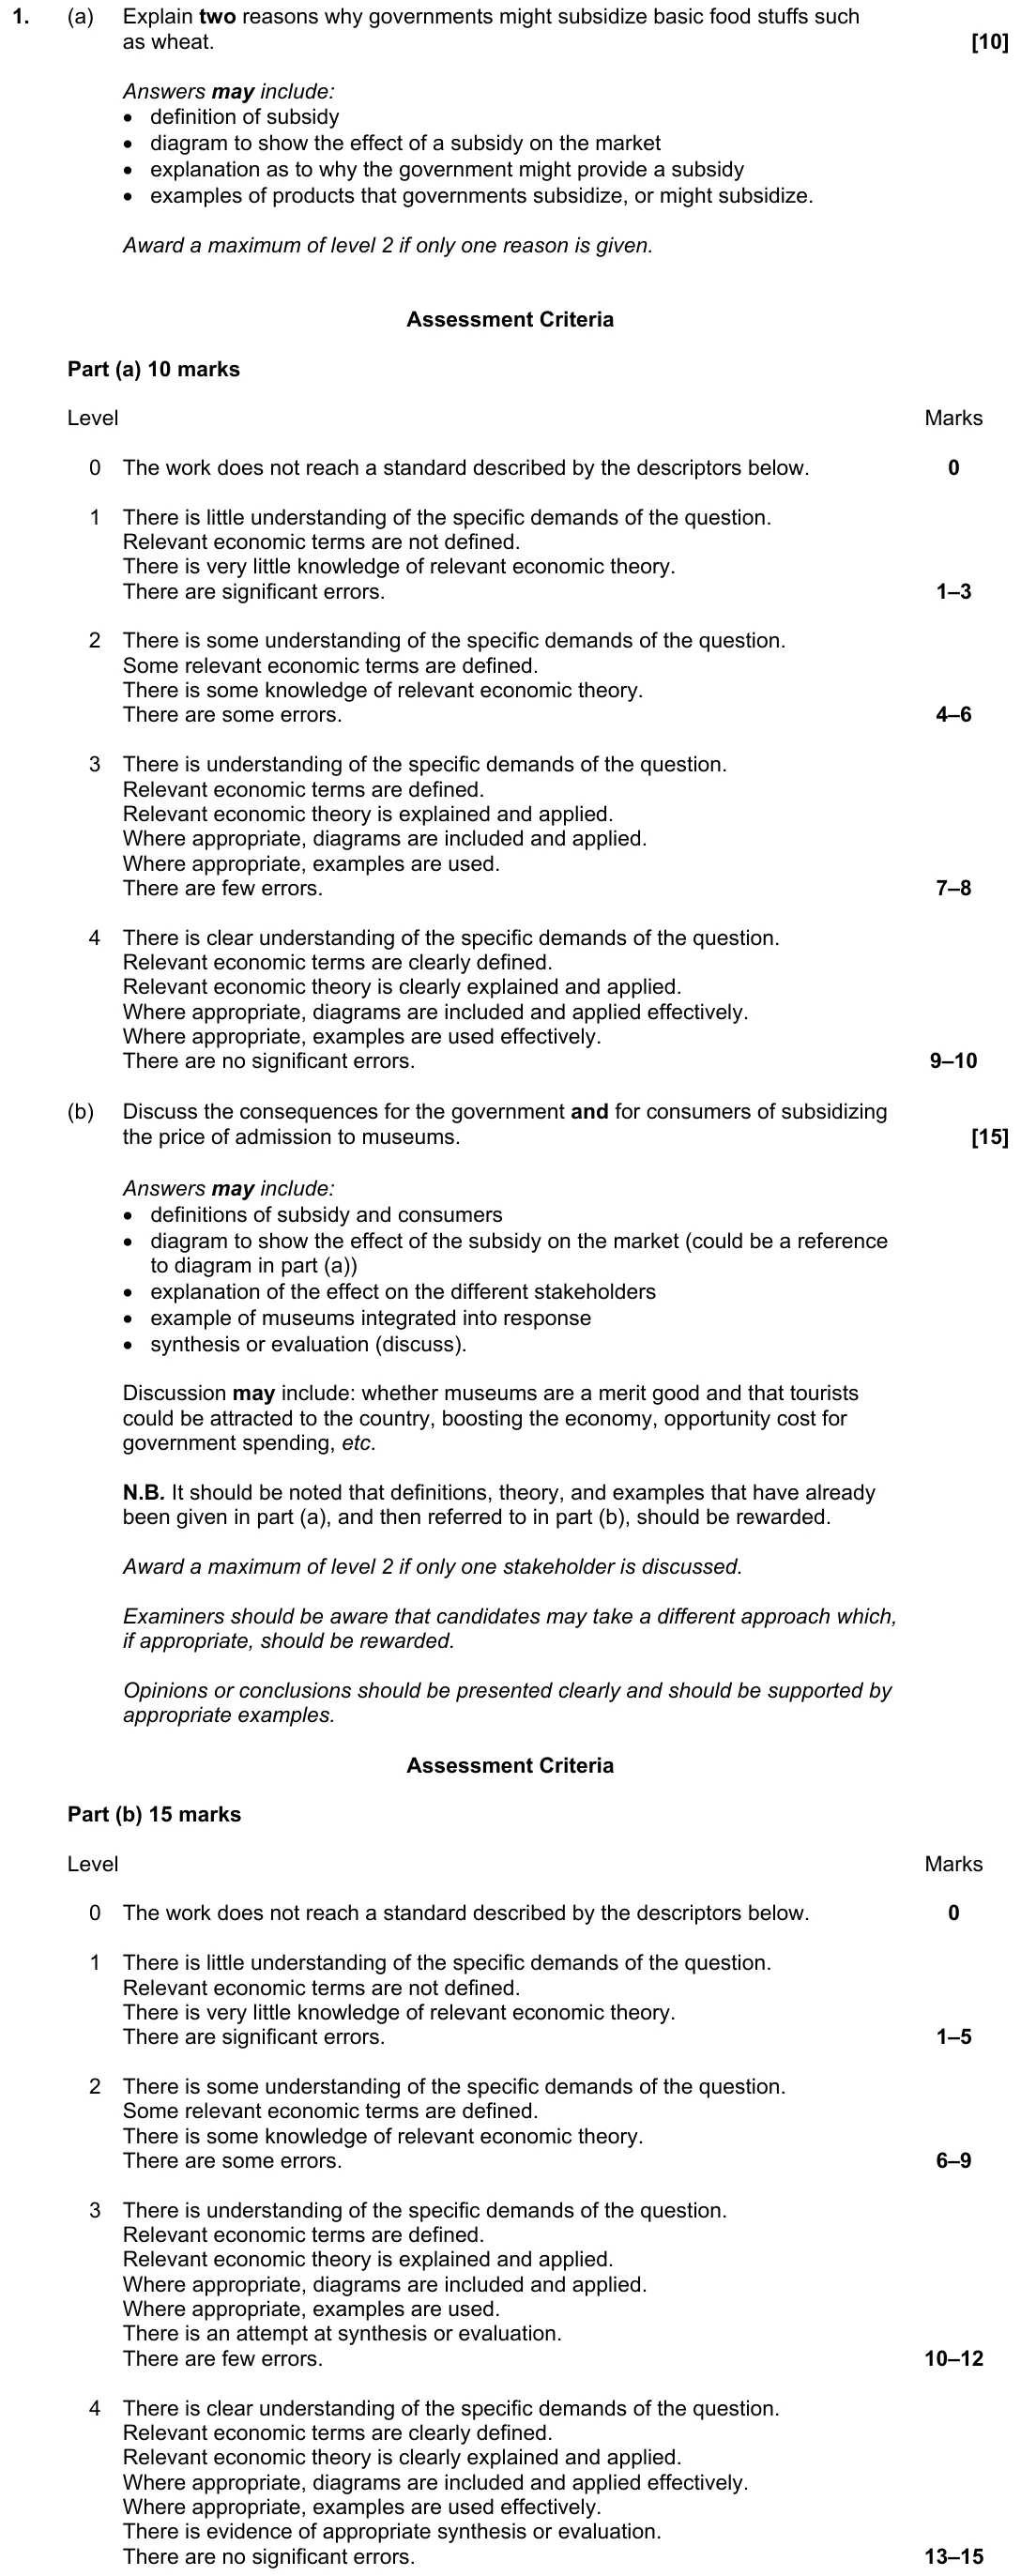 1. (a) Explain two reasons why governments might subsidize basic food stuffs such
as wheat. [10]
Answers may include:
• definition of subsidy
• diagram to show the effect of a subsidy on the market
• explanation as to why the government might provide a subsidy
• examples of products that governments subsidize, or might subsidize.
Award a maximum of level 2 if only one reason is given.
Assessment Criteria
Part (a) 10 marks
Level Marks
0 The work does not reach a standard described by the descriptors below. 0
1 There is little understanding of the specific demands of the question.
Relevant economic terms are not defined.
There is very little knowledge of relevant economic theory.
There are significant errors. 1–3
2 There is some understanding of the specific demands of the question.
Some relevant economic terms are defined.
There is some knowledge of relevant economic theory.
There are some errors. 4–6
3 There is understanding of the specific demands of the question.
Relevant economic terms are defined.
Relevant economic theory is explained and applied.
Where appropriate, diagrams are included and applied.
Where appropriate, examples are used.
There are few errors. 7–8
4 There is clear understanding of the specific demands of the question.
Relevant economic terms are clearly defined.
Relevant economic theory is clearly explained and applied.
Where appropriate, diagrams are included and applied effectively.
Where appropriate, examples are used effectively.
There are no significant errors. 9–10
(b) Discuss the consequences for the government and for consumers of subsidizing
the price of admission to museums. [15]
Answers may include:
• definitions of subsidy and consumers
• diagram to show the effect of the subsidy on the market (could be a reference
to diagram in part (a))
• explanation of the effect on the different stakeholders
• example of museums integrated into response
• synthesis or evaluation (discuss).
Discussion may include: whether museums are a merit good and that tourists
could be attracted to the country, boosting the economy, opportunity cost for
government spending, etc.
N.B. It should be noted that definitions, theory, and examples that have already
been given in part (a), and then referred to in part (b), should be rewarded.
Award a maximum of level 2 if only one stakeholder is discussed.
Examiners should be aware that candidates may take a different approach which,
if appropriate, should be rewarded.
Opinions or conclusions should be presented clearly and should be supported by
appropriate examples.
Assessment Criteria
Part (b) 15 marks
Level Marks
0 The work does not reach a standard described by the descriptors below. 0
1 There is little understanding of the specific demands of the question.
Relevant economic terms are not defined.
There is very little knowledge of relevant economic theory.
There are significant errors. 1–5
2 There is some understanding of the specific demands of the question.
Some relevant economic terms are defined.
There is some knowledge of relevant economic theory.
There are some errors. 6–9
3 There is understanding of the specific demands of the question.
Relevant economic terms are defined.
Relevant economic theory is explained and applied.
Where appropriate, diagrams are included and applied.
Where appropriate, examples are used.
There is an attempt at synthesis or evaluation.
There are few errors. 10–12
4 There is clear understanding of the specific demands of the question.
Relevant economic terms are clearly defined.
Relevant economic theory is clearly explained and applied.
Where appropriate, diagrams are included and applied effectively.
Where appropriate, examples are used effectively.
There is evidence of appropriate synthesis or evaluation.
There are no significant errors. 13–15